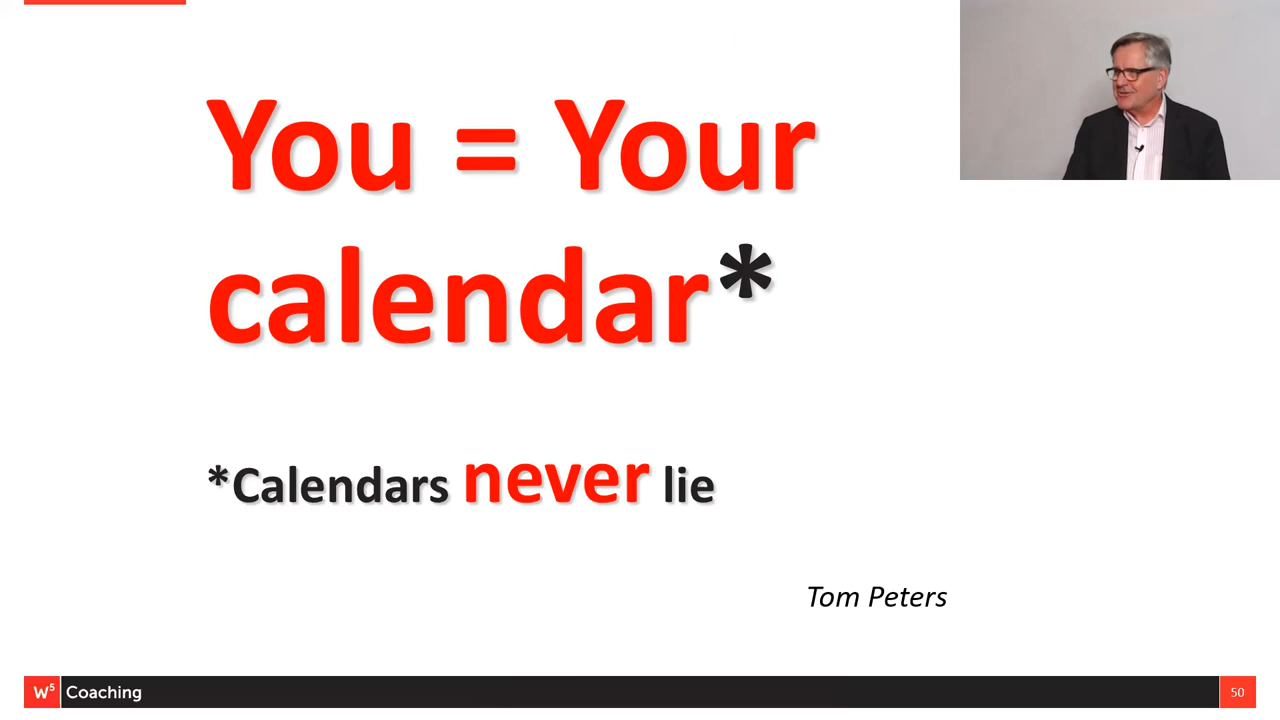 You = Your
calendar*
*Calendars never lie
Tom Peters
W⁵ Coaching
50